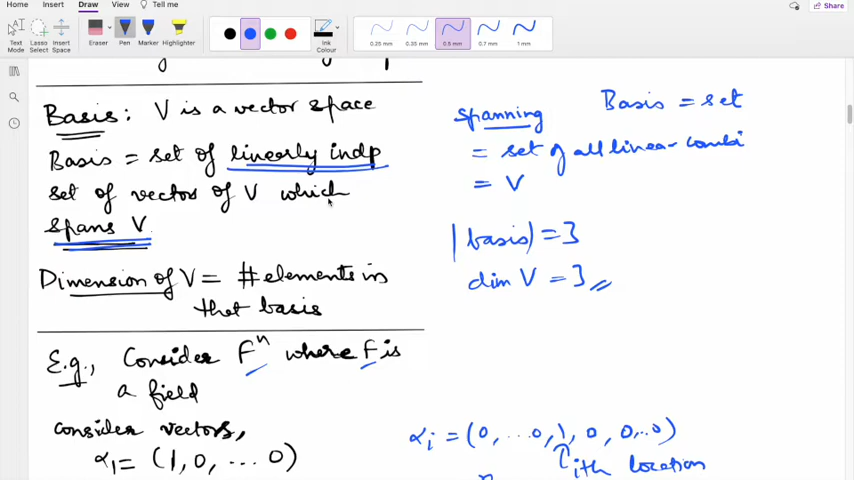 Home Insert Draw View Tell me
Share
Text Mode
Lasso Select
Insert Space
Eraser
Pen
Marker
Highlighter
Ink Colour
0.25 mm
0.35 mm
0.5 mm
0.7 mm
1 mm
Basis: V is a vector space
Basis = set of linearly indp
set of vectors of V which
spans V
Dimension of V = # elements in
that basis
E.g., Consider Fⁿ where F is
a field
consider vectors,
α₁ = (1, 0, ... 0)
spanning
= set of all linear combi
= V
Basis = set
|basis| = 3
dim V = 3
αᵢ = (0, ...0, 1, 0, 0, 0...0)
ith location
n